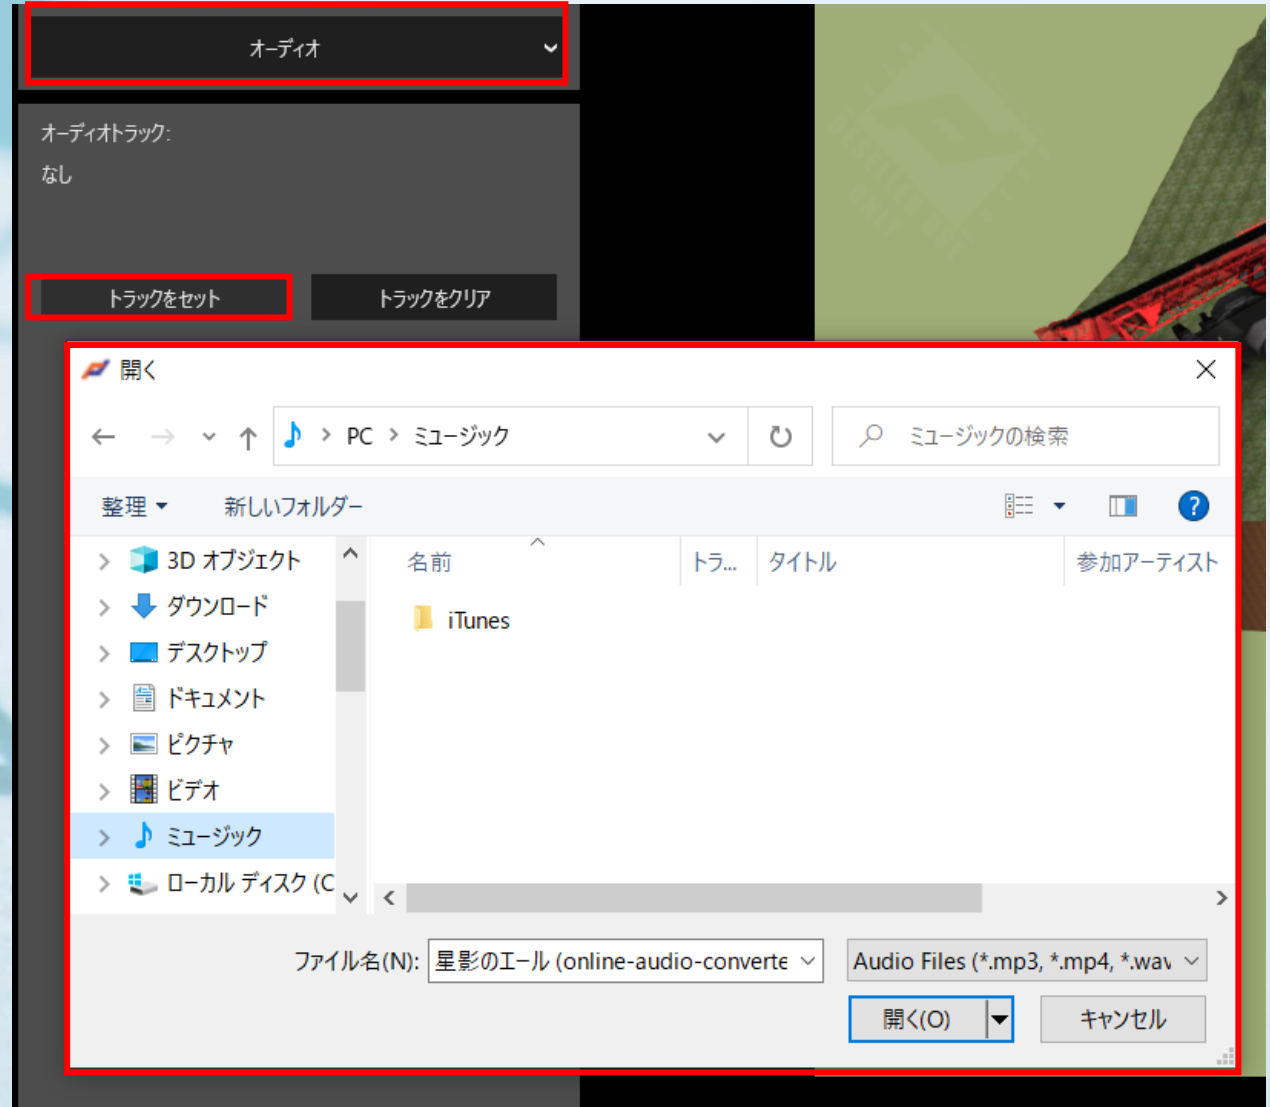 オーディオ
オーディオトラック:
なし
トラックをセット
トラックをクリア
開く
PC
ミュージック
ミュージックの検索
整理
新しいフォルダー
3D オブジェクト
ダウンロード
デスクトップ
ドキュメント
ピクチャ
ビデオ
ミュージック
ローカル ディスク (C
名前
トラ...
タイトル
参加アーティスト
iTunes
ファイル名(N):
星影のエール (online-audio-converte
Audio Files (*.mp3, *.mp4, *.wav
開く(O)
キャンセル